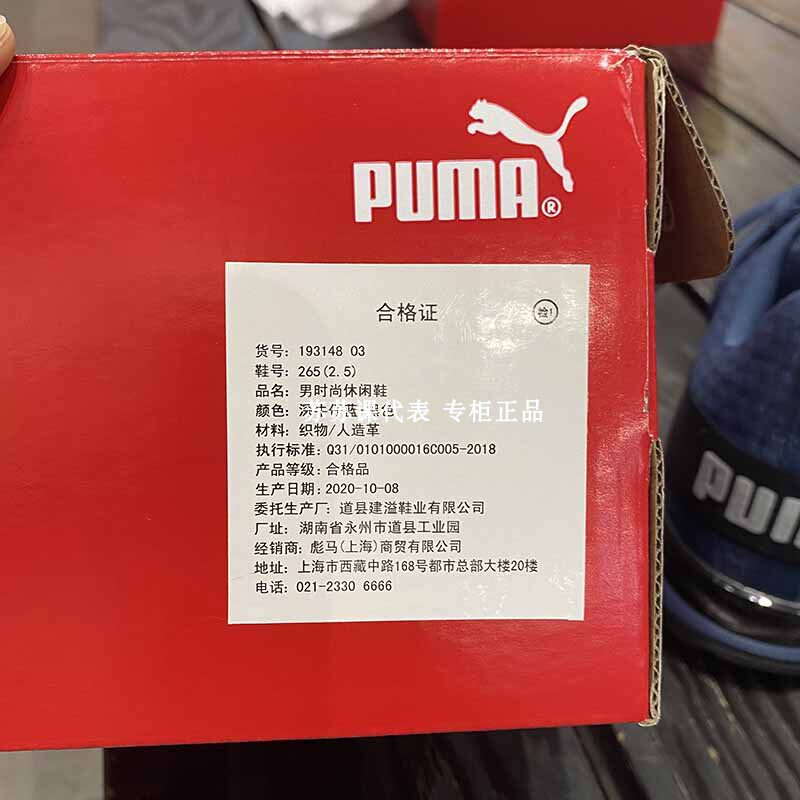 PUMA®
合格证
检!
货号: 193148 03
鞋号: 265(2.5)
品名: 男时尚休闲鞋
颜色: 深
代表 专柜正品
材料: 织物/人造革
执行标准: Q31/0101000016C005-2018
产品等级: 合格品
生产日期: 2020-10-08
委托生产厂: 道县建溢鞋业有限公司
厂址: 湖南省永州市道县工业园
经销商: 彪马(上海)商贸有限公司
地址: 上海市西藏中路168号都市总部大楼20楼
电话: 021-2330 6666
PUM